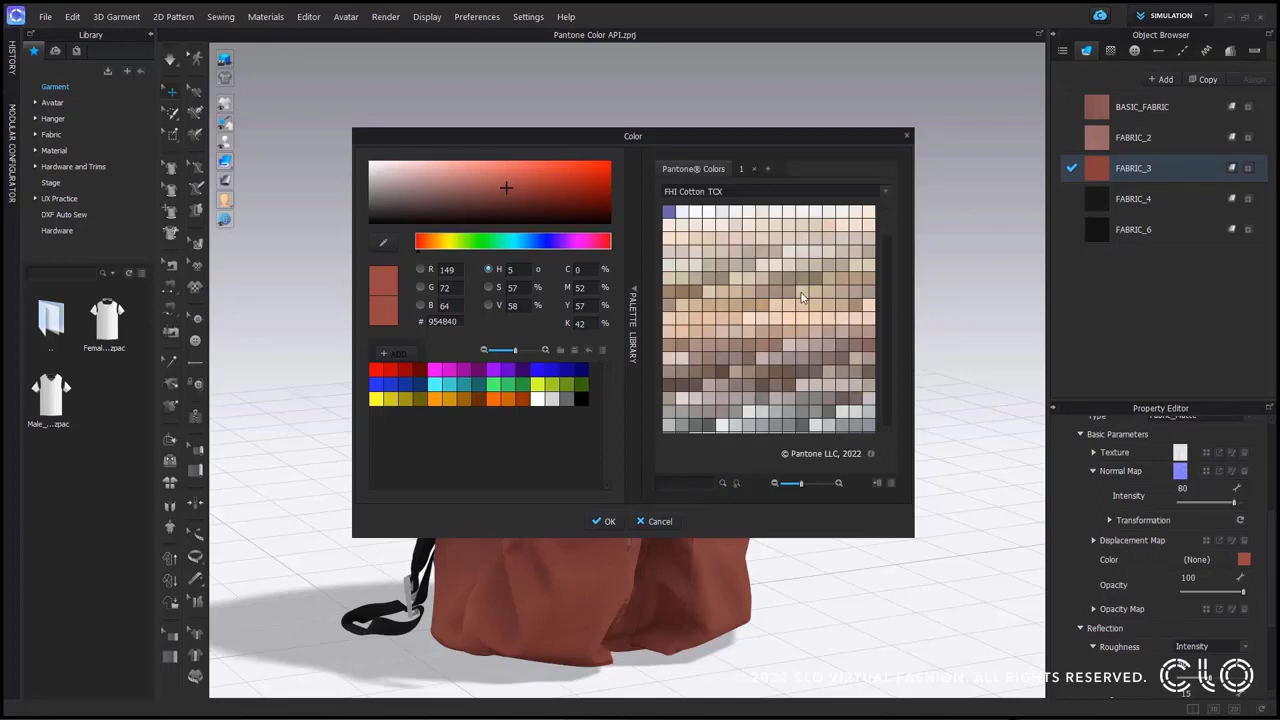 File Edit 3D Garment 2D Pattern Sewing Materials Editor Avatar Render Display Preferences Settings Help
SIMULATION
Library
Pantone Color API.zprj
Object Browser
HISTORY
MODULAR CONFIGURATOR
Garment
Avatar
Hanger
Fabric
Material
Hardware and Trims
Stage
UX Practice
DXF Auto Sew
Hardware
..
Femal...zpac
Male_...zpac
Color
R 149 H 5 o C 0 %
G 72 S 57 % M 52 %
B 64 V 58 % Y 57 %
# 954840 K 42 %
+ ADD
PALETTE LIBRARY
Pantone® Colors 1 × +
FHI Cotton TCX
© Pantone LLC, 2022
OK Cancel
+ Add Copy
BASIC_FABRIC
FABRIC_2
FABRIC_3
FABRIC_4
FABRIC_6
Property Editor
Basic Parameters
Texture
Normal Map
Intensity 80
Transformation
Displacement Map
Color (None)
Opacity 100
Opacity Map
Reflection
Roughness Intensity
15
CLO VIRTUAL FASHION. ALL RIGHTS RESERVED.
CLO
3D 2D